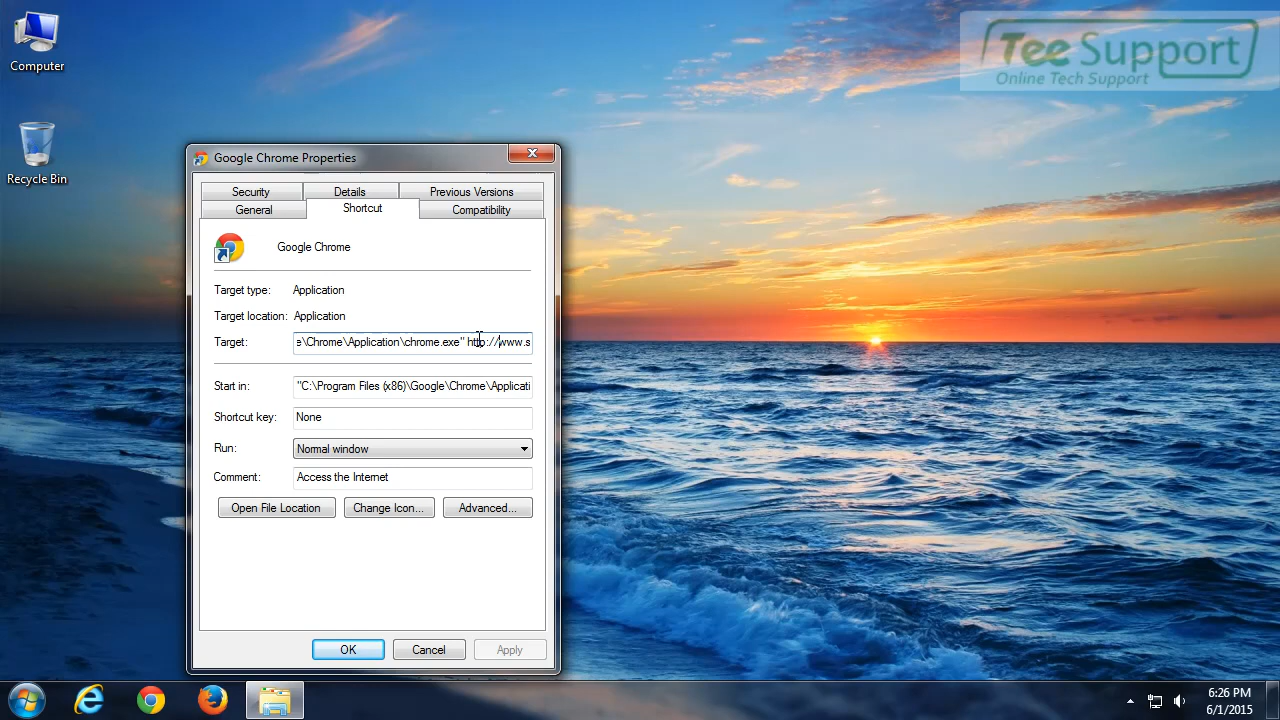 Computer
Recycle Bin
Tee Support
Online Tech Support
Google Chrome Properties
Security Details Previous Versions
General Shortcut Compatibility
Google Chrome
Target type: Application
Target location: Application
Target: e\Chrome\Application\chrome.exe" http://www.s
Start in: "C:\Program Files (x86)\Google\Chrome\Applicati
Shortcut key: None
Run: Normal window
Comment: Access the Internet
Open File Location Change Icon... Advanced...
OK Cancel Apply
6:26 PM
6/1/2015